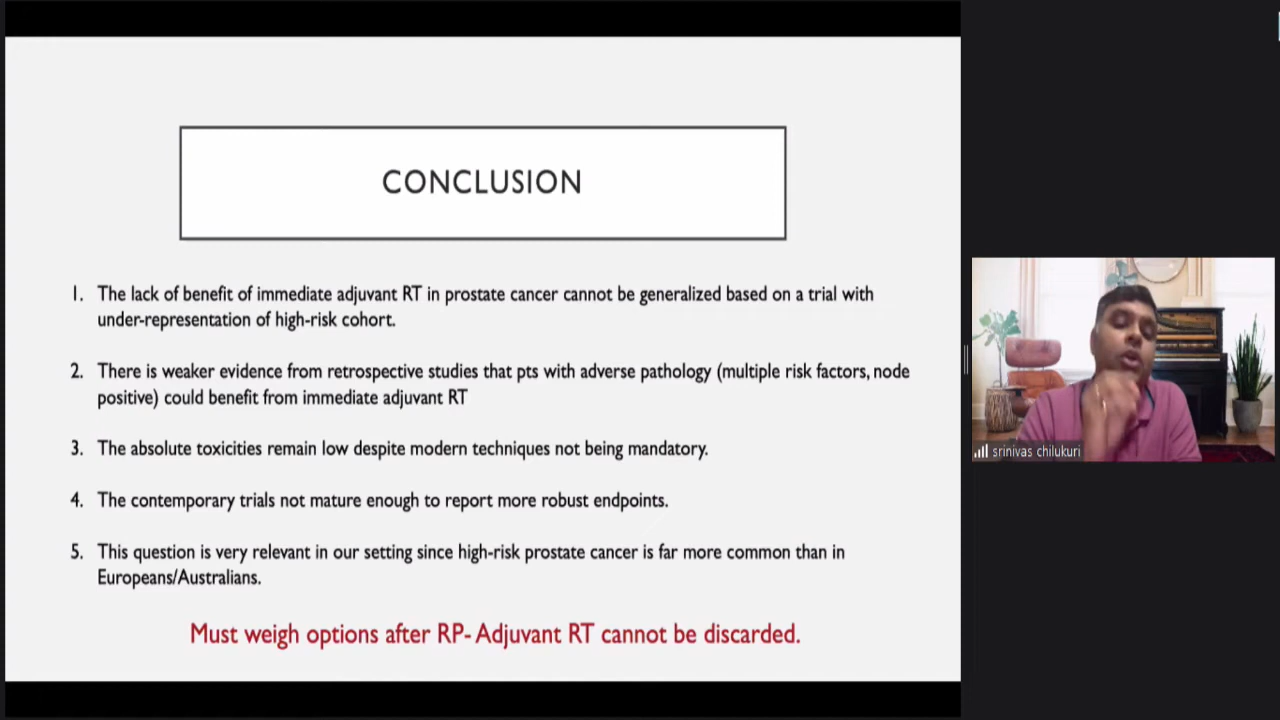 CONCLUSION
1. The lack of benefit of immediate adjuvant RT in prostate cancer cannot be generalized based on a trial with
under-representation of high-risk cohort.
2. There is weaker evidence from retrospective studies that pts with adverse pathology (multiple risk factors, node
positive) could benefit from immediate adjuvant RT
3. The absolute toxicities remain low despite modern techniques not being mandatory.
4. The contemporary trials not mature enough to report more robust endpoints.
5. This question is very relevant in our setting since high-risk prostate cancer is far more common than in
Europeans/Australians.
Must weigh options after RP- Adjuvant RT cannot be discarded.
srinivas chilukuri